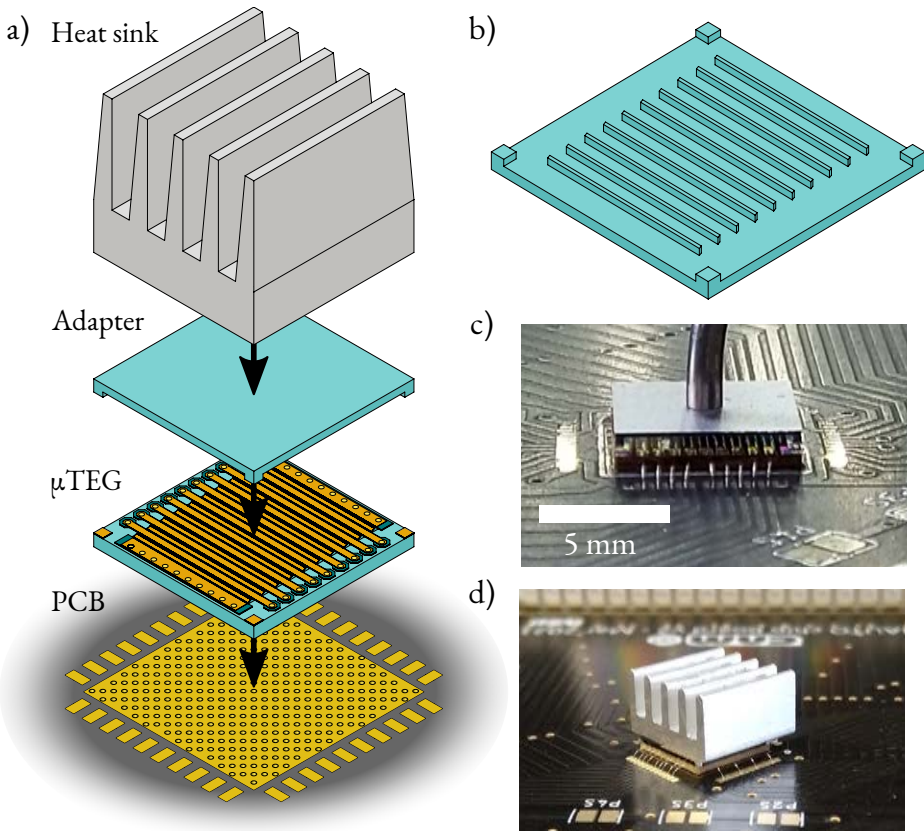 a)
Heat sink
Adapter
μTEG
PCB
b)
c)
5 mm
d)
P4S
P3S
P2S